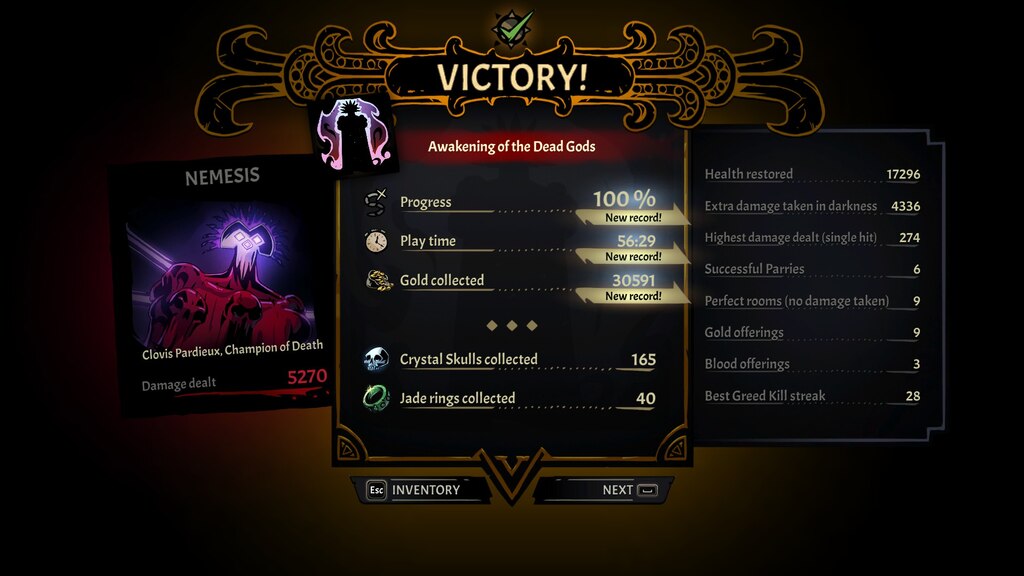 VICTORY!
Awakening of the Dead Gods
NEMESIS
Clovis Pardieux, Champion of Death
Damage dealt 5270
Progress 100 %
New record!
Play time 56:29
New record!
Gold collected 30591
New record!
Crystal Skulls collected 165
Jade rings collected 40
Health restored 17296
Extra damage taken in darkness 4336
Highest damage dealt (single hit) 274
Successful Parries 6
Perfect rooms (no damage taken) 9
Gold offerings 9
Blood offerings 3
Best Greed Kill streak 28
Esc INVENTORY
NEXT